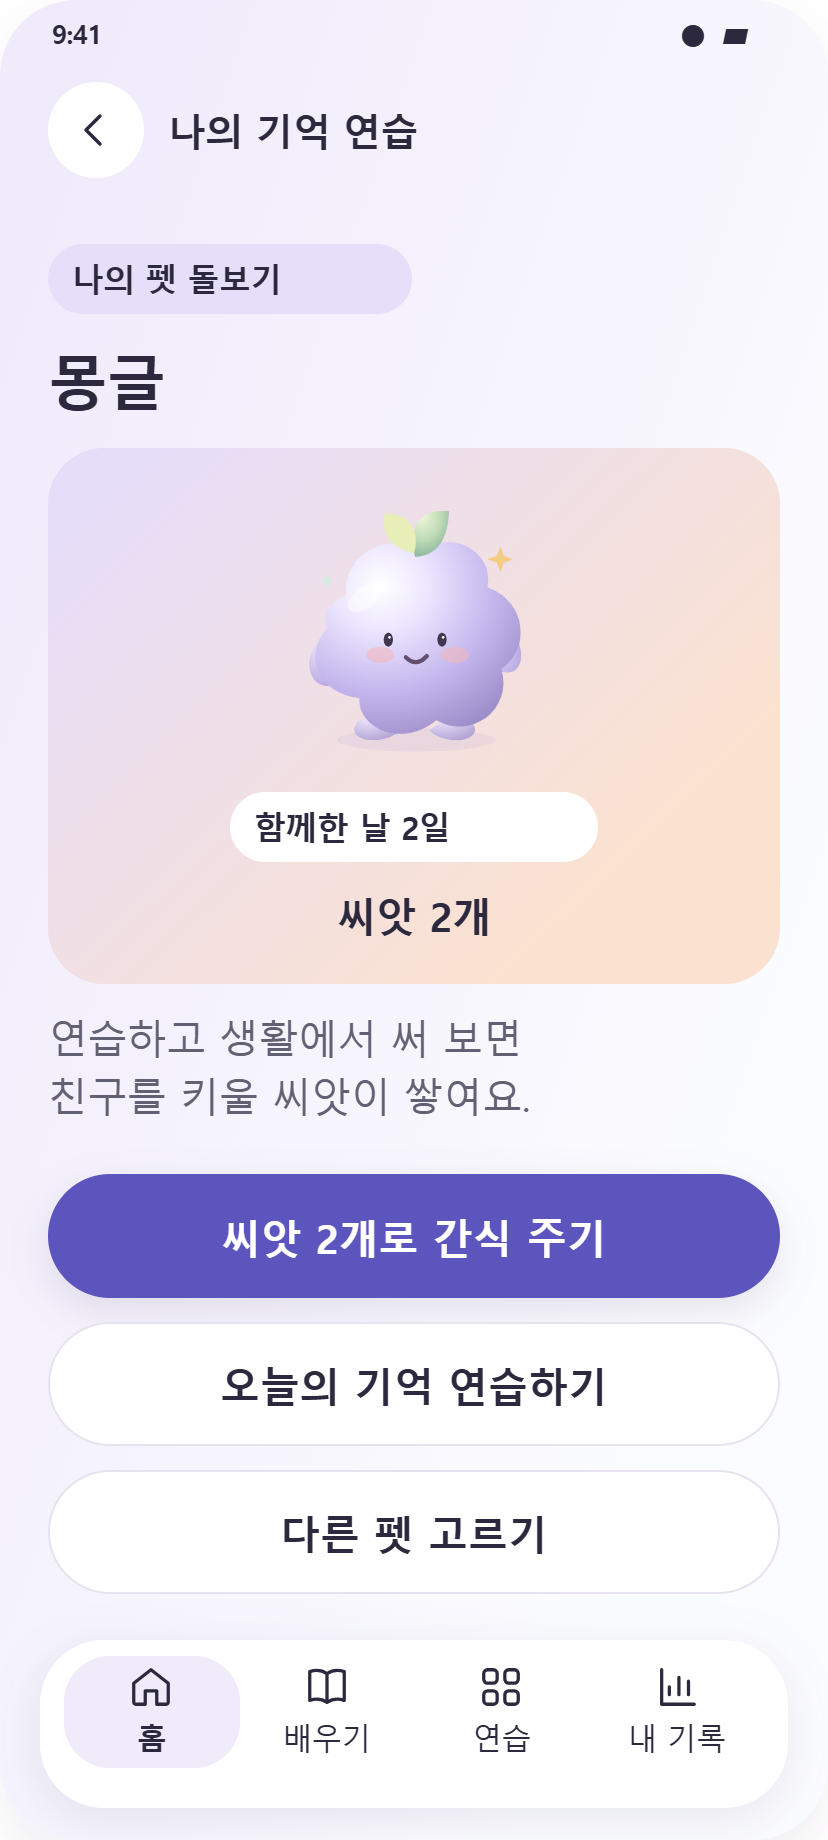 9:41
나의 기억 연습
나의 펫 돌보기
몽글
함께한 날 2일
씨앗 2개
연습하고 생활에서 써 보면
친구를 키울 씨앗이 쌓여요.
씨앗 2개로 간식 주기
오늘의 기억 연습하기
다른 펫 고르기
홈
배우기
연습
내 기록